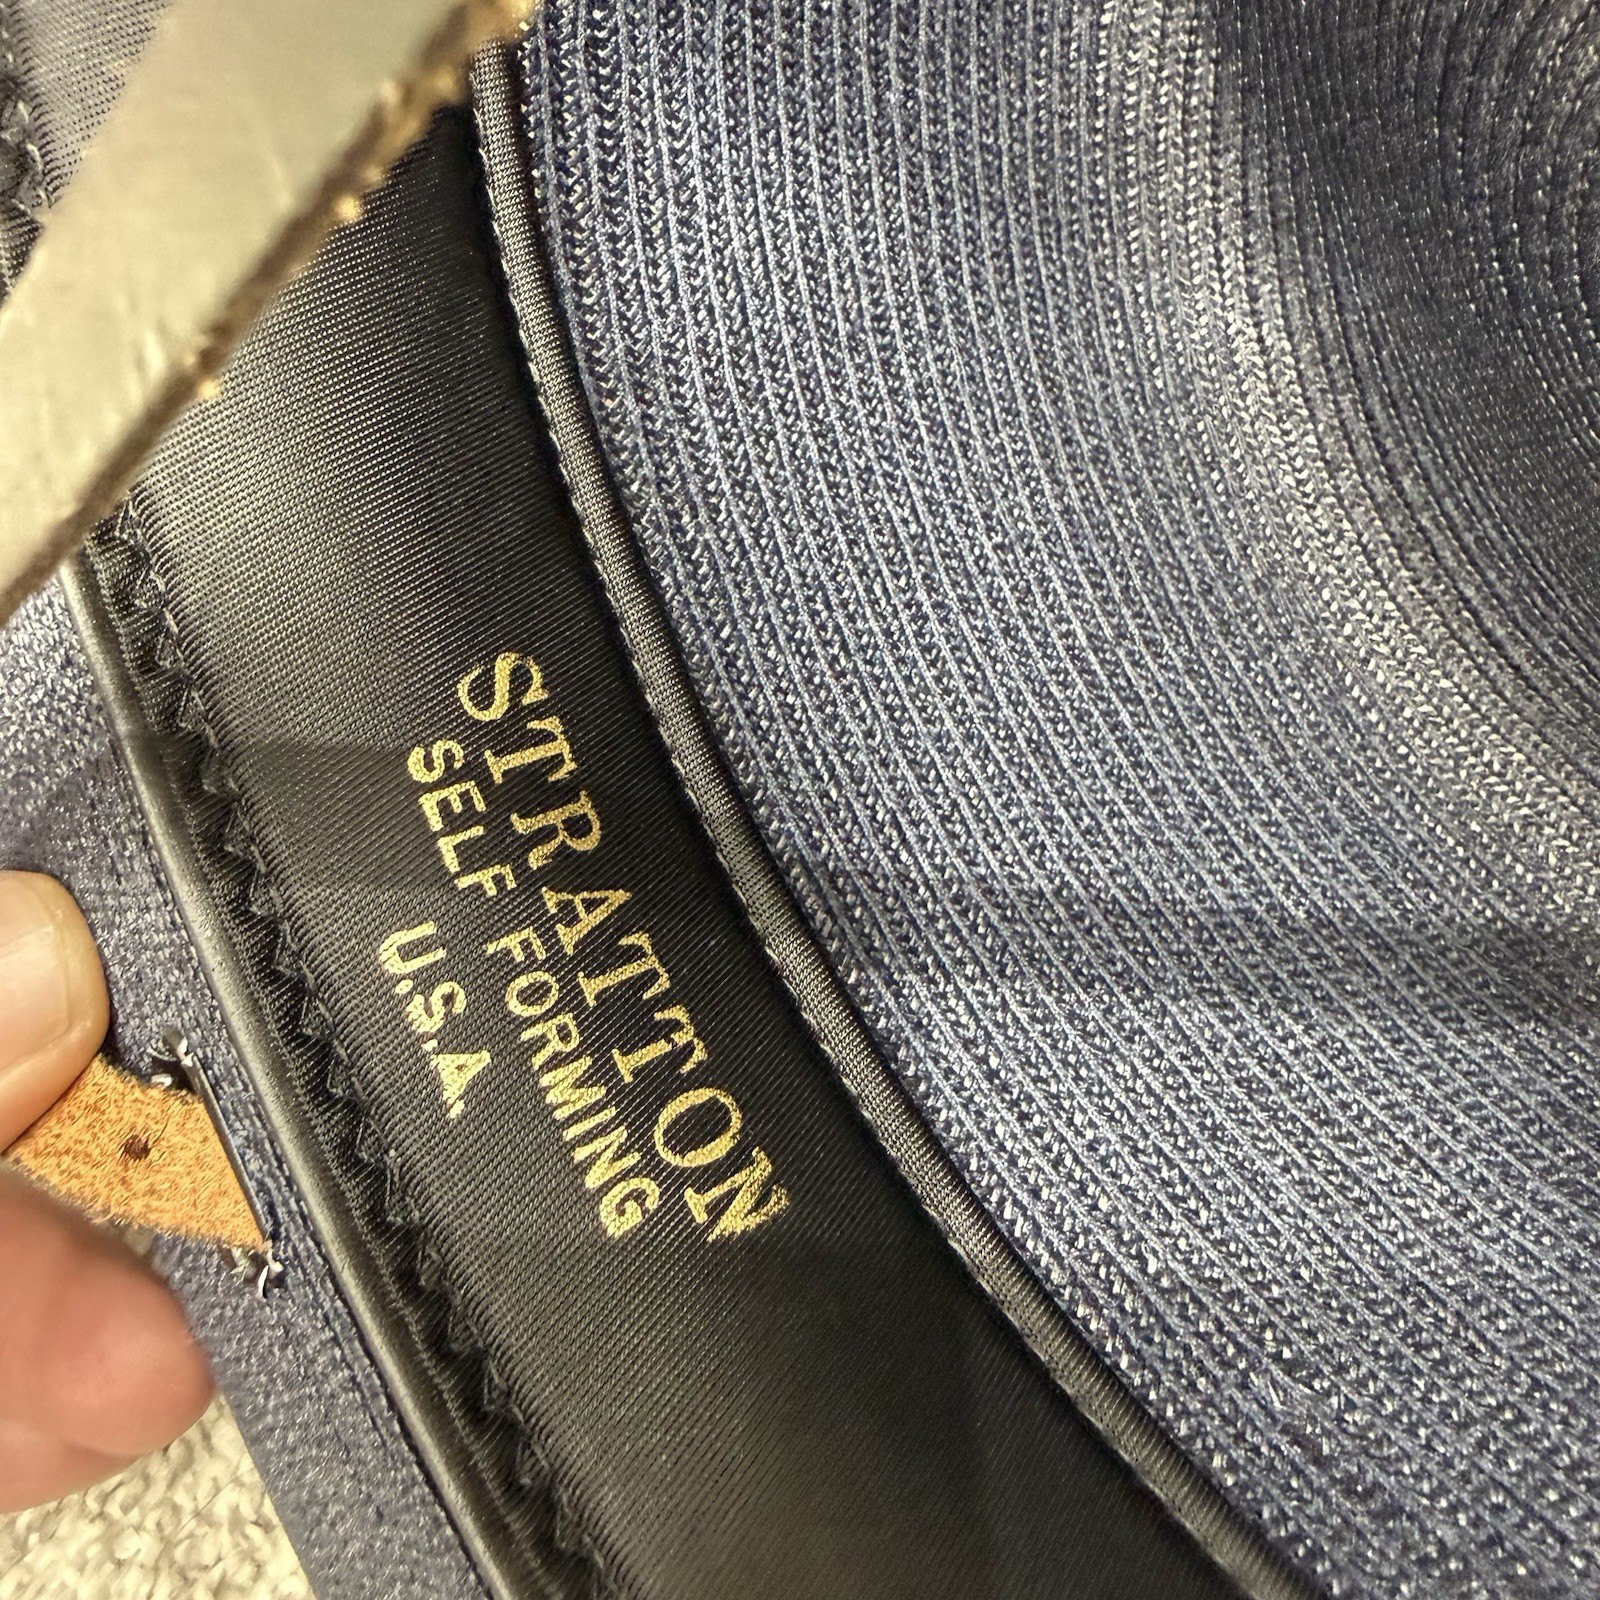 STRATTON
SELF FORMING
U.S.A.